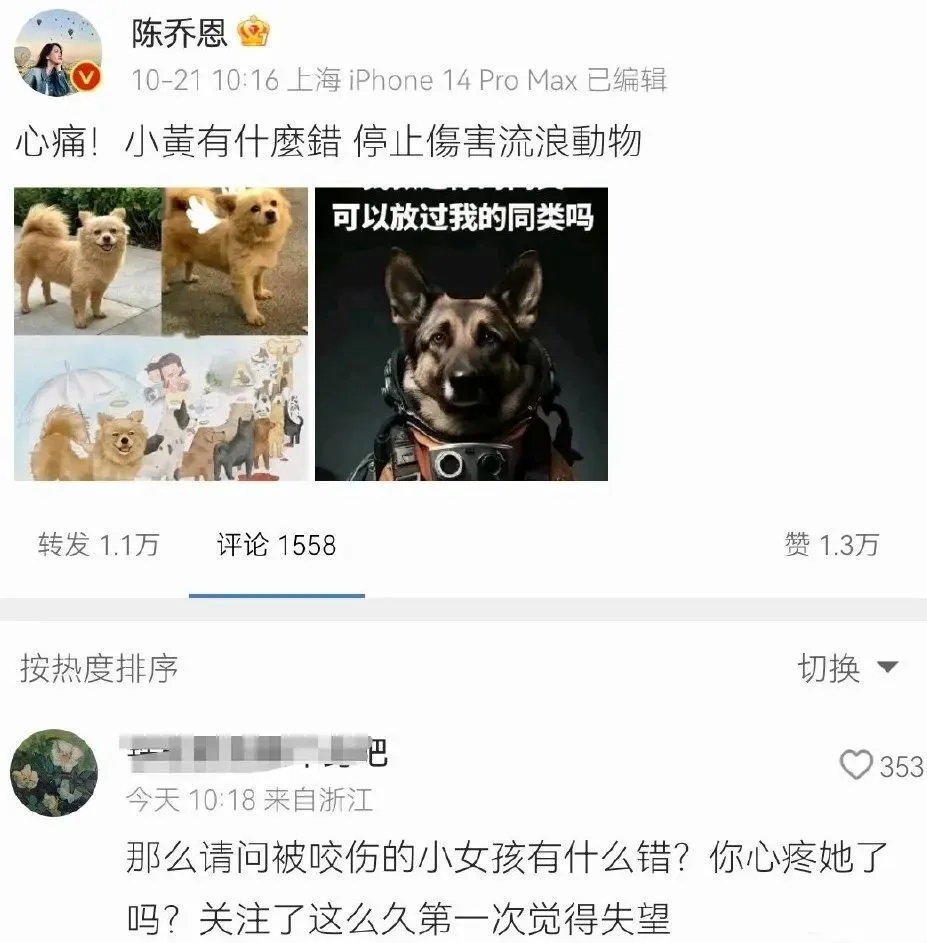 陈乔恩
10-21 10:16 上海 iPhone 14 Pro Max 已编辑
心痛！小黃有什麼錯 停止傷害流浪動物
可以放过我的同类吗
转发 1.1万 评论 1558 赞 1.3万
按热度排序 切换
吧
353
今天 10:18 来自浙江
那么请问被咬伤的小女孩有什么错？你心疼她了
吗？关注了这么久第一次觉得失望